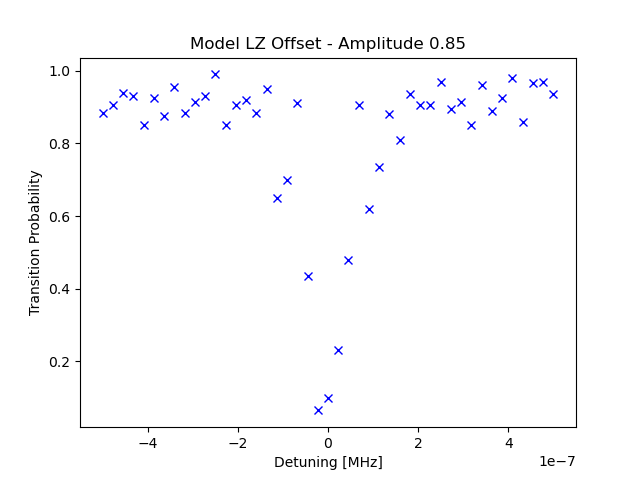 Model LZ Offset - Amplitude 0.85
1.0
0.8
0.6
0.4
0.2
Transition Probability
−4
−2
0
2
4
1e−7
Detuning [MHz]